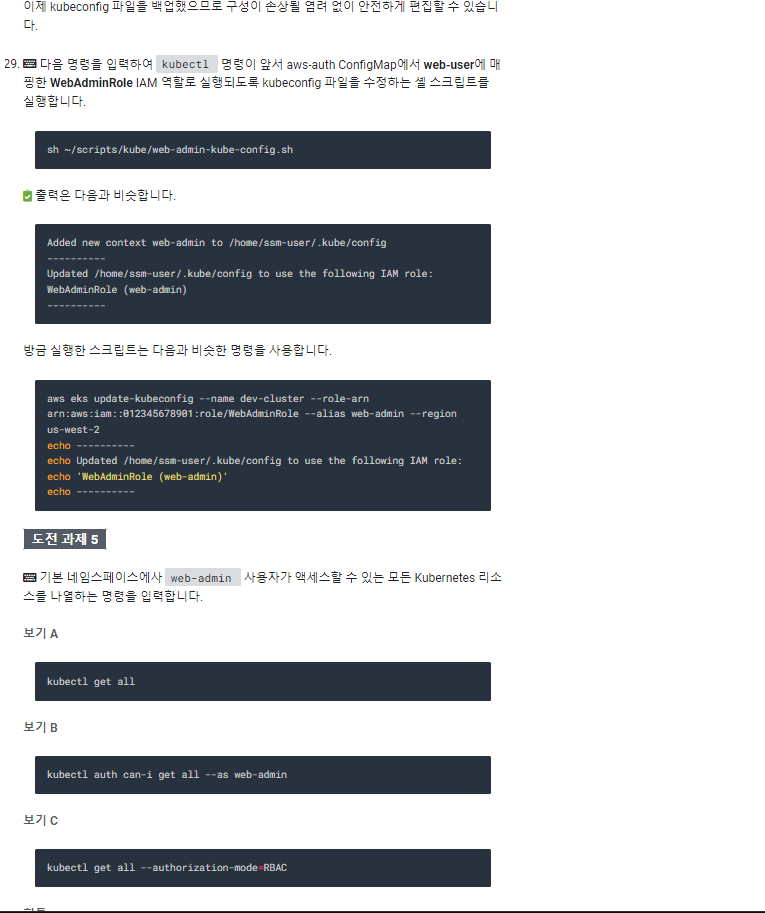 이제 kubeconfig 파일을 백업했으므로 구성이 손상될 염려 없이 안전하게 편집할 수 있습니
다.
29. 다음 명령을 입력하여 kubectl 명령이 앞서 aws-auth ConfigMap에서 web-user에 매
핑한 WebAdminRole IAM 역할로 실행되도록 kubeconfig 파일을 수정하는 셸 스크립트를
실행합니다.
sh ~/scripts/kube/web-admin-kube-config.sh
출력은 다음과 비슷합니다.
Added new context web-admin to /home/ssm-user/.kube/config
----------
Updated /home/ssm-user/.kube/config to use the following IAM role:
WebAdminRole (web-admin)
----------
방금 실행한 스크립트는 다음과 비슷한 명령을 사용합니다.
aws eks update-kubeconfig --name dev-cluster --role-arn
arn:aws:iam::012345678901:role/WebAdminRole --alias web-admin --region
us-west-2
echo ----------
echo Updated /home/ssm-user/.kube/config to use the following IAM role:
echo 'WebAdminRole (web-admin)'
echo ----------
도전 과제 5
기본 네임스페이스에사 web-admin 사용자가 액세스할 수 있는 모든 Kubernetes 리소
스를 나열하는 명령을 입력합니다.
보기 A
kubectl get all
보기 B
kubectl auth can-i get all --as web-admin
보기 C
kubectl get all --authorization-mode=RBAC